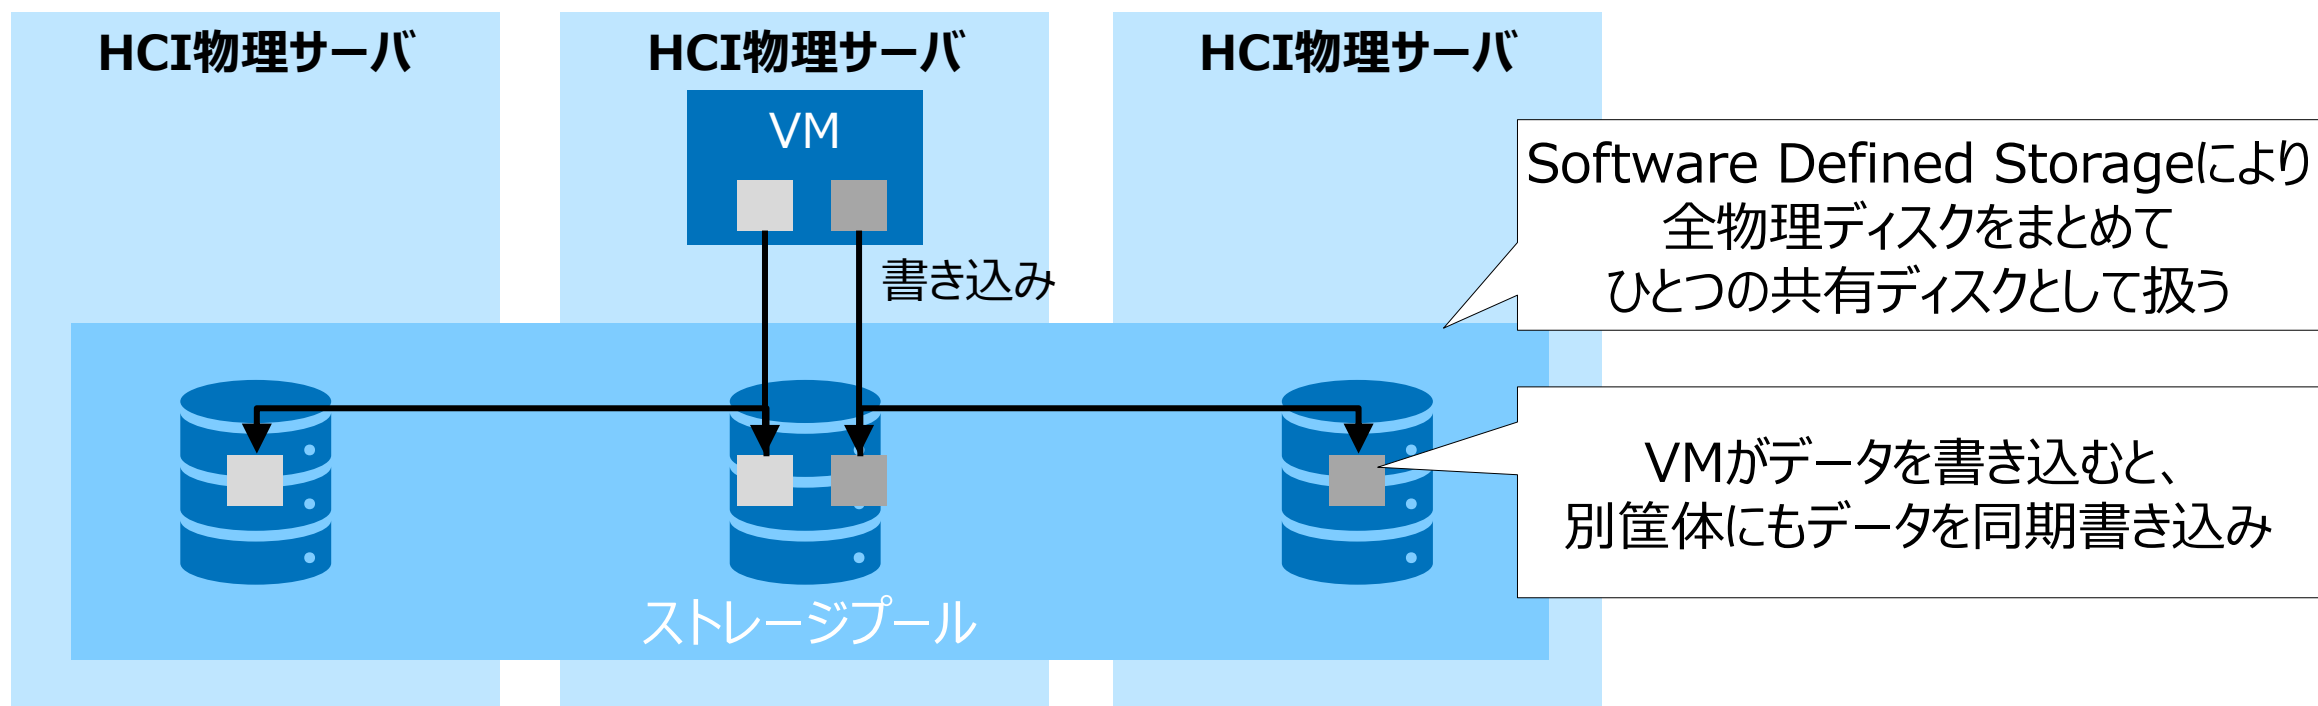 HCI物理サーバ
HCI物理サーバ
HCI物理サーバ
VM
書き込み
Software Defined Storageにより
全物理ディスクをまとめて
ひとつの共有ディスクとして扱う
VMがデータを書き込むと、
別筐体にもデータを同期書き込み
ストレージプール